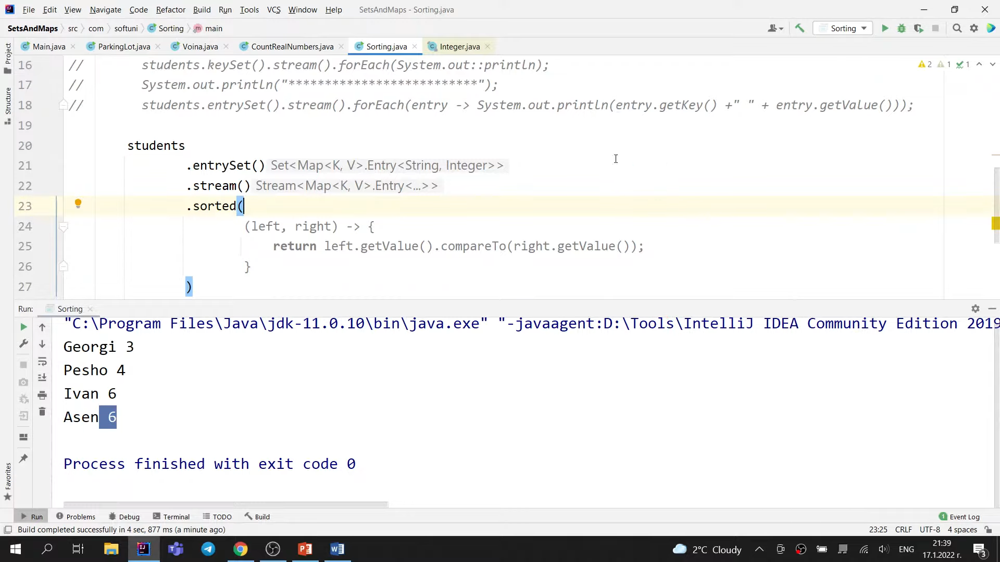 File Edit View Navigate Code Refactor Build Run Tools VCS Window Help SetsAndMaps - Sorting.java
SetsAndMaps src com softuni Sorting main Sorting
Main.java ParkingLot.java Voina.java CountRealNumbers.java Sorting.java Integer.java
Project
Structure
Favorites
2 1 1
16 // students.keySet().stream().forEach(System.out::println);
17 // System.out.println("**************************");
18 // students.entrySet().stream().forEach(entry -> System.out.println(entry.getKey() +" " + entry.getValue()));
19
20 students
21 .entrySet() Set<Map<K, V>.Entry<String, Integer>>
22 .stream() Stream<Map<K, V>.Entry<...>>
23 .sorted(
24 (left, right) -> {
25 return left.getValue().compareTo(right.getValue());
26 }
27 )
Run: Sorting
"C:\Program Files\Java\jdk-11.0.10\bin\java.exe" "-javaagent:D:\Tools\IntelliJ IDEA Community Edition 2019
Georgi 3
Pesho 4
Ivan 6
Asen 6
Process finished with exit code 0
Run Problems Debug Terminal TODO Build 1 Event Log
Build completed successfully in 4 sec, 877 ms (a minute ago) 23:25 CRLF UTF-8 4 spaces
2°C Cloudy ENG 21:39
17.1.2022 г. 3